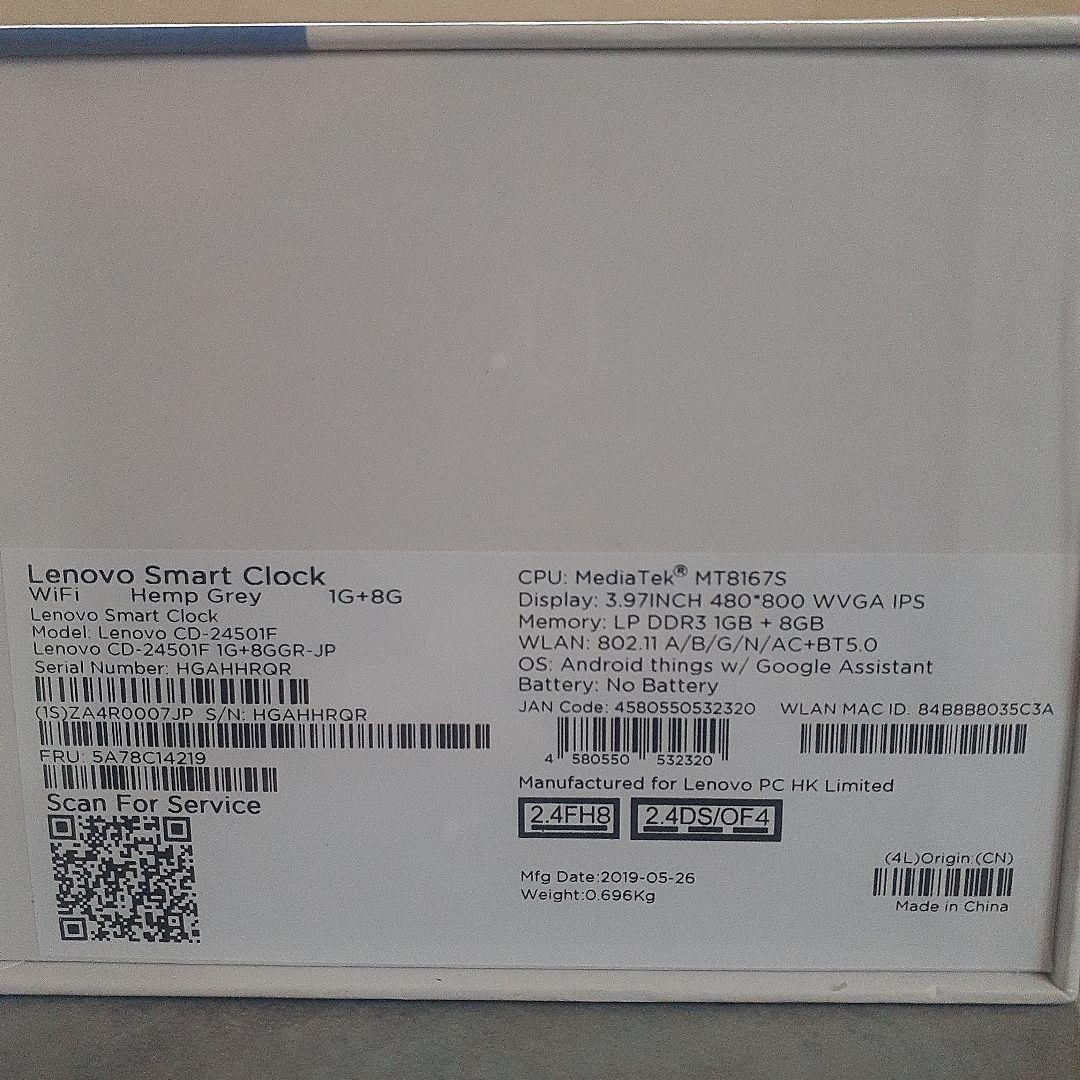 Lenovo Smart Clock
WiFi Hemp Grey 1G+8G
Lenovo Smart Clock
Model: Lenovo CD-24501F
Lenovo CD-24501F 1G+8GGR-JP
Serial Number: HGAHHRQR
(1S)ZA4R0007JP S/N: HGAHHRQR
FRU: 5A78C14219
Scan For Service
CPU: MediaTek® MT8167S
Display: 3.97INCH 480*800 WVGA IPS
Memory: LP DDR3 1GB + 8GB
WLAN: 802.11 A/B/G/N/AC+BT5.0
OS: Android things w/ Google Assistant
Battery: No Battery
JAN Code: 4580550532320 WLAN MAC ID: 84B8B8035C3A
4 580550 532320
Manufactured for Lenovo PC HK Limited
2.4FH8 2.4DS/OF4
Mfg Date:2019-05-26
Weight:0.696Kg
(4L)Origin:(CN)
Made in China